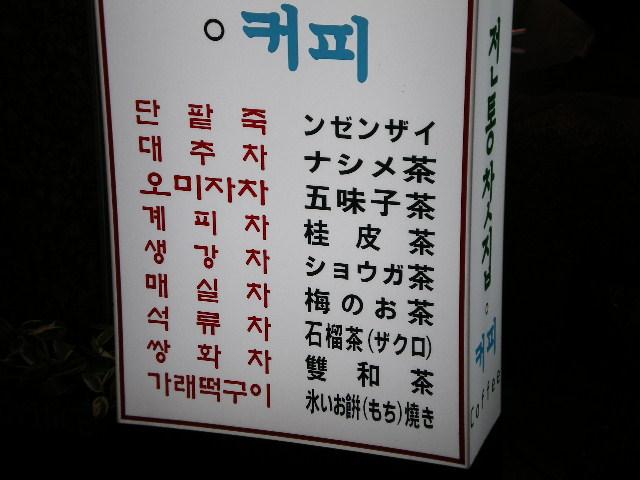 ○ 커피
단 팥 죽 ンゼンザイ
대 추 차 ナシメ茶
오미자차 五味子茶
계 피 차 桂 皮 茶
생 강 차 ショウガ茶
매 실 차 梅のお茶
석 류 차 石榴茶(ザクロ)
쌍 화 차 雙 和 茶
가래떡구이 氷いお餠(もち)燒き
전통찻집。커피
Coffee